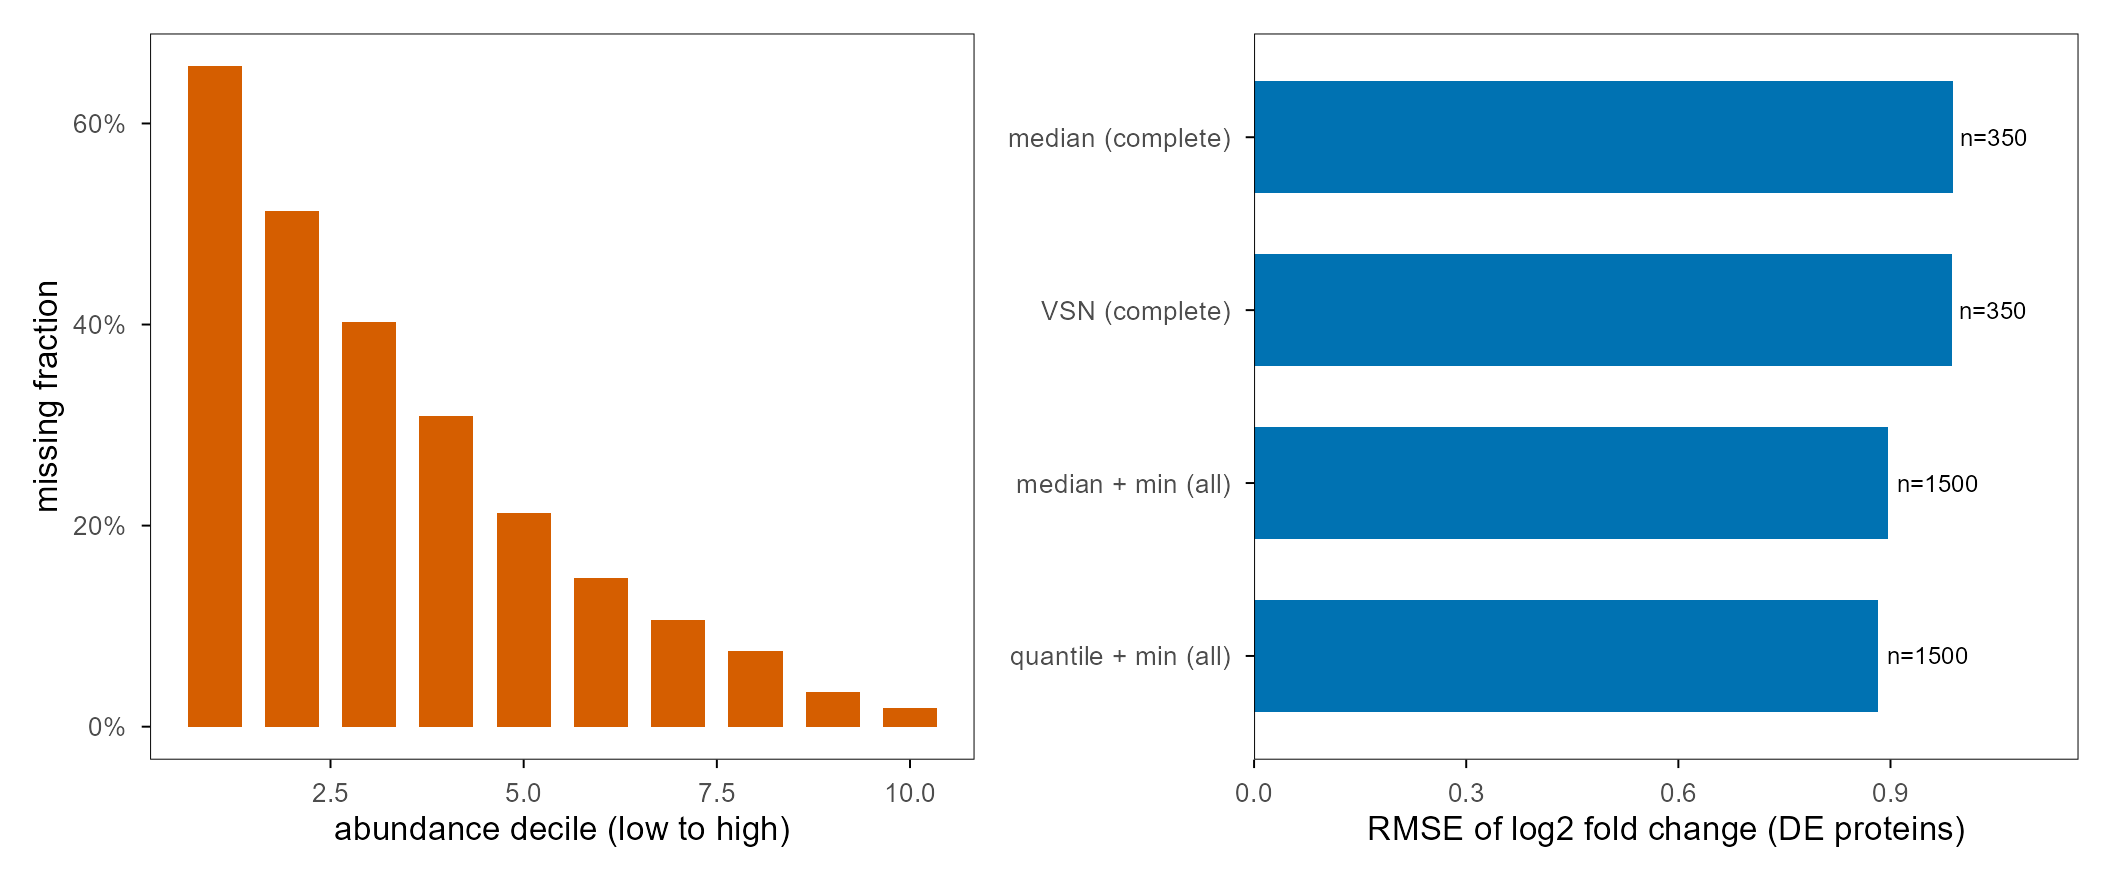 missing fraction
60%
40%
20%
0%
2.5
5.0
7.5
10.0
abundance decile (low to high)
median (complete)
VSN (complete)
median + min (all)
quantile + min (all)
n=350
n=350
n=1500
n=1500
0.0
0.3
0.6
0.9
RMSE of log2 fold change (DE proteins)